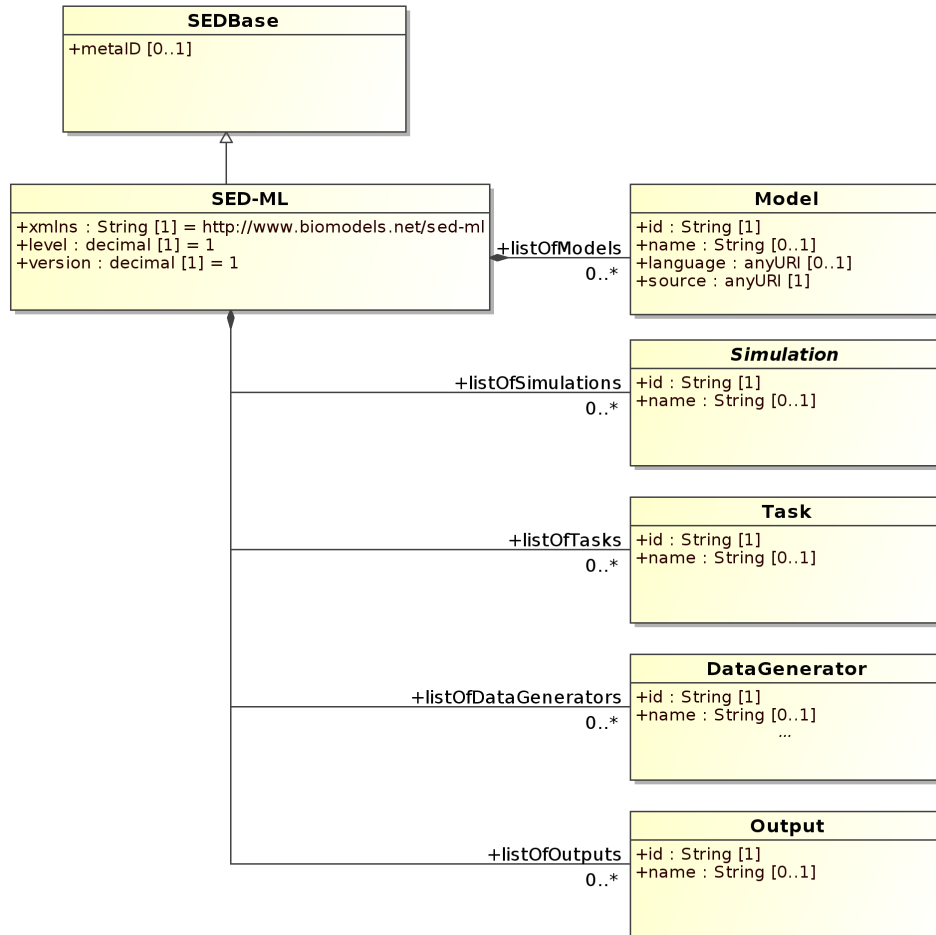 SEDBase
+metaID [0..1]
SED-ML
+xmlns : String [1] = http://www.biomodels.net/sed-ml
+level : decimal [1] = 1
+version : decimal [1] = 1
+listOfModels
0..*
Model
+id : String [1]
+name : String [0..1]
+language : anyURI [0..1]
+source : anyURI [1]
+listOfSimulations
0..*
Simulation
+id : String [1]
+name : String [0..1]
+listOfTasks
0..*
Task
+id : String [1]
+name : String [0..1]
+listOfDataGenerators
0..*
DataGenerator
+id : String [1]
+name : String [0..1]
...
+listOfOutputs
0..*
Output
+id : String [1]
+name : String [0..1]